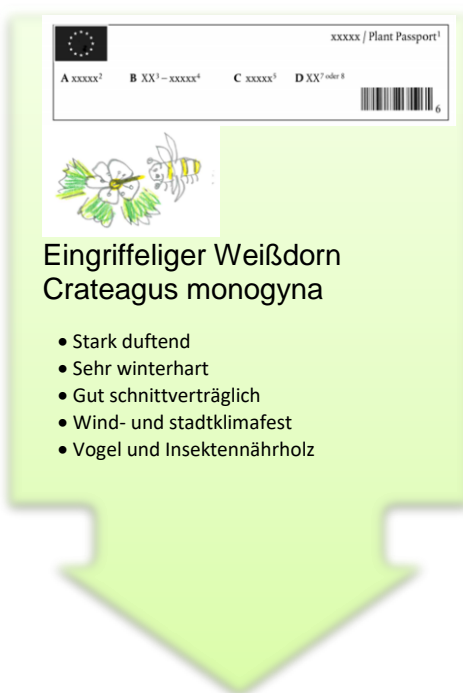 xxxxx / Plant Passport¹
A xxxxx² B XX³ – xxxxx⁴ C xxxxx⁵ D XX⁷ ᵒᵈᵉʳ ⁸
6
Eingriffeliger Weißdorn
Crateagus monogyna
• Stark duftend
• Sehr winterhart
• Gut schnittverträglich
• Wind- und stadtklimafest
• Vogel und Insektennährholz